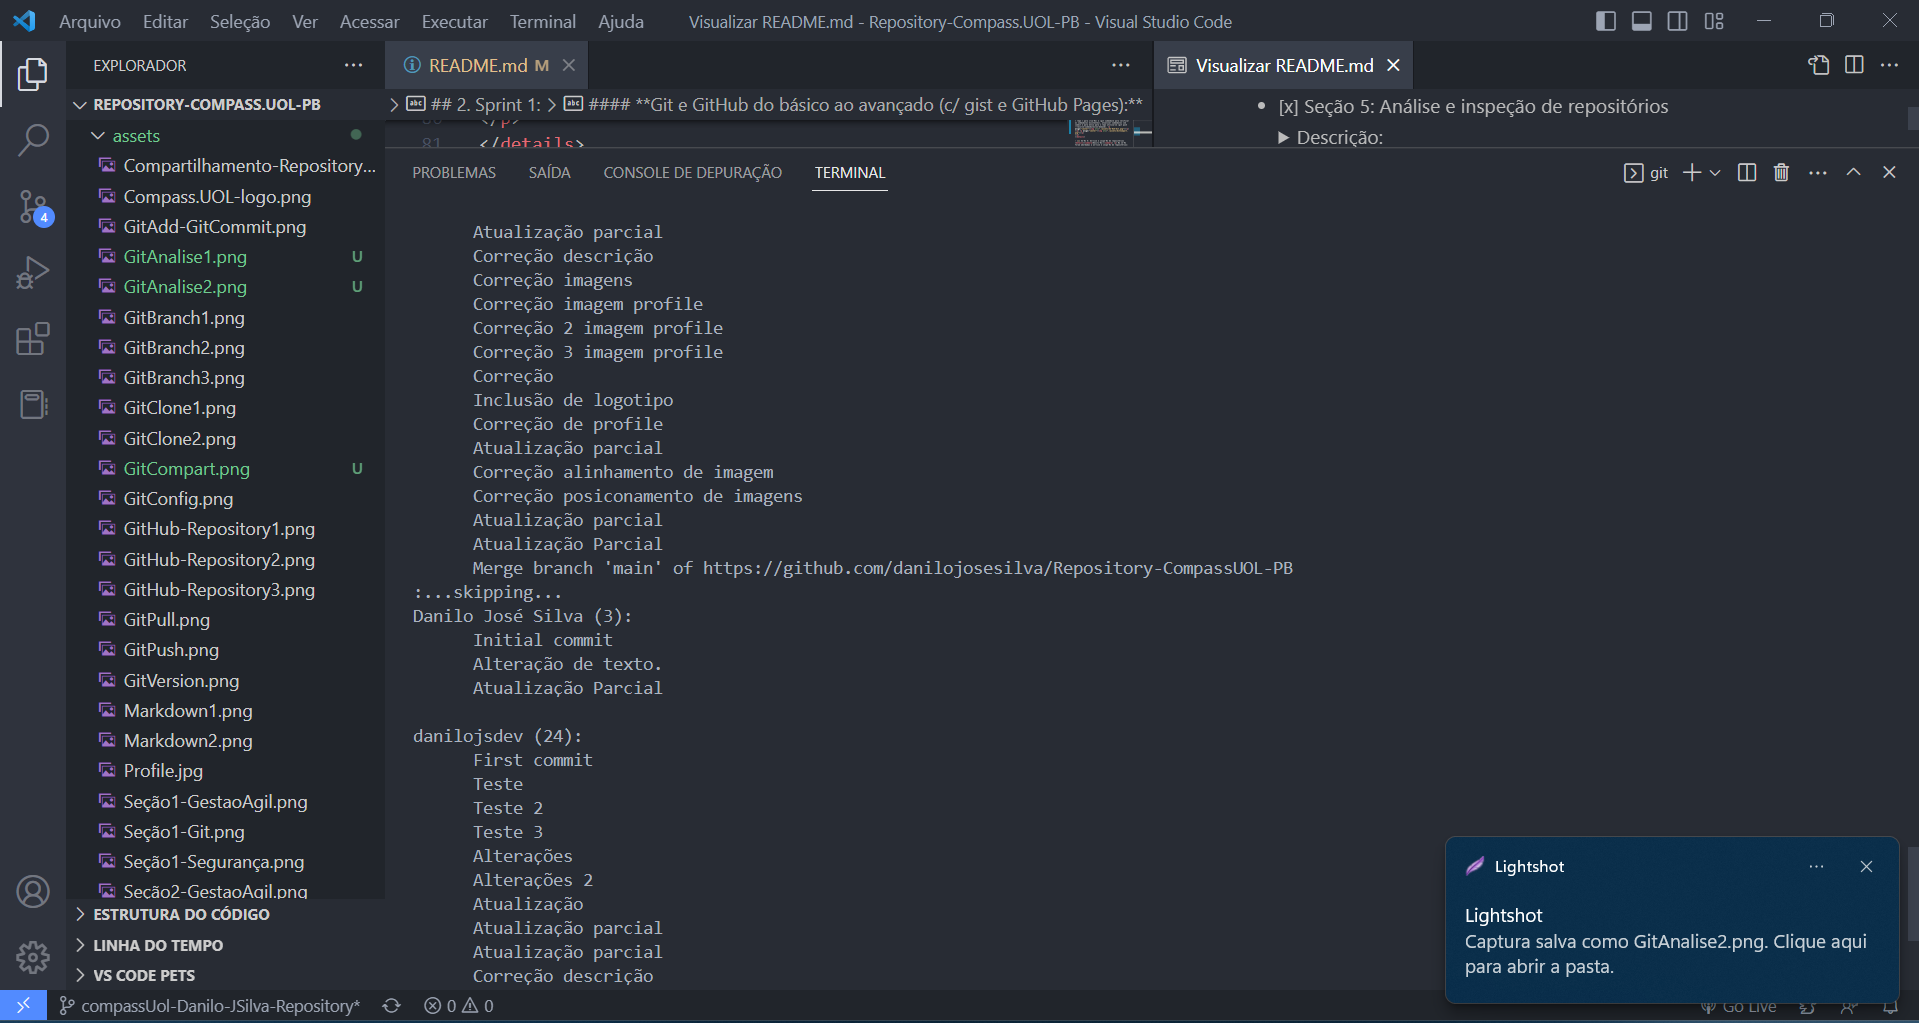 Arquivo Editar Seleção Ver Acessar Executar Terminal Ajuda Visualizar README.md - Repository-Compass.UOL-PB - Visual Studio Code
EXPLORADOR
REPOSITORY-COMPASS.UOL-PB
assets
Compartilhamento-Repository...
Compass.UOL-logo.png
GitAdd-GitCommit.png
GitAnalise1.png U
GitAnalise2.png U
GitBranch1.png
GitBranch2.png
GitBranch3.png
GitClone1.png
GitClone2.png
GitCompart.png U
GitConfig.png
GitHub-Repository1.png
GitHub-Repository2.png
GitHub-Repository3.png
GitPull.png
GitPush.png
GitVersion.png
Markdown1.png
Markdown2.png
Profile.jpg
Seção1-GestaoAgil.png
Seção1-Git.png
Seção1-Segurança.png
Seção2-GestaoAgil.png
ESTRUTURA DO CÓDIGO
LINHA DO TEMPO
VS CODE PETS
4
README.md M
## 2. Sprint 1: > #### **Git e GitHub do básico ao avançado (c/ gist e GitHub Pages):**
80 </p>
81 </details>
Visualizar README.md
[x] Seção 5: Análise e inspeção de repositórios
Descrição:
PROBLEMAS SAÍDA CONSOLE DE DEPURAÇÃO TERMINAL
git
Atualização parcial
Correção descrição
Correção imagens
Correção imagem profile
Correção 2 imagem profile
Correção 3 imagem profile
Correção
Inclusão de logotipo
Correção de profile
Atualização parcial
Correção alinhamento de imagem
Correção posiconamento de imagens
Atualização parcial
Atualização Parcial
Merge branch 'main' of https://github.com/danilojosesilva/Repository-CompassUOL-PB
:...skipping...
Danilo José Silva (3):
Initial commit
Alteração de texto.
Atualização Parcial
danilojsdev (24):
First commit
Teste
Teste 2
Teste 3
Alterações
Alterações 2
Atualização
Atualização parcial
Atualização parcial
Correção descrição
Lightshot
Lightshot
Captura salva como GitAnalise2.png. Clique aqui
para abrir a pasta.
compassUol-Danilo-JSilva-Repository* 0 0 Go Live